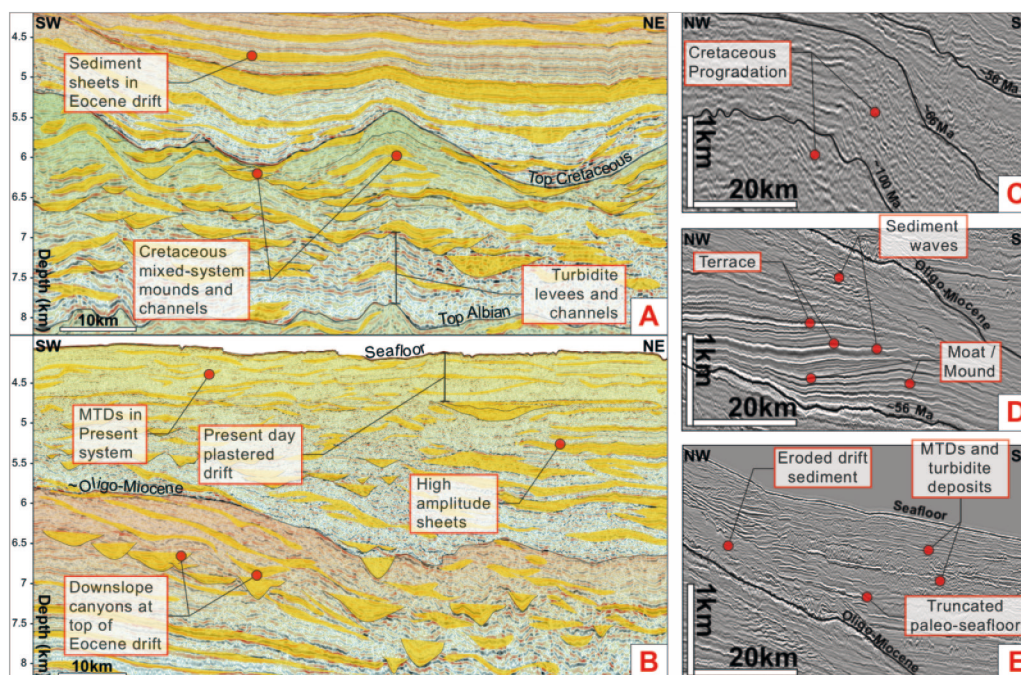 SW
NE
4.5
5
5.5
6
6.5
7
7.5
8
Depth (km)
Sediment
sheets in
Eocene drift
Top Cretaceous
Cretaceous
mixed-system
mounds and
channels
Turbidite
levees and
channels
Top Albian
10km
A
SW
NE
Seafloor
4.5
5
5.5
6
6.5
7
7.5
8
Depth (km)
MTDs in
Present
system
Present day
plastered
drift
High
amplitude
sheets
~Oligo-Miocene
Downslope
canyons at
top of
Eocene drift
10km
B
NW
Cretaceous
Progradation
~56 Ma
~100 Ma
1km
20km
C
NW
Sediment
waves
Terrace
Oligo-Miocene
Moat /
Mound
~56 Ma
1km
20km
D
NW
Eroded drift
sediment
MTDs and
turbidite
deposits
Seafloor
Truncated
paleo-seafloor
Oligo-Miocene
1km
20km
E